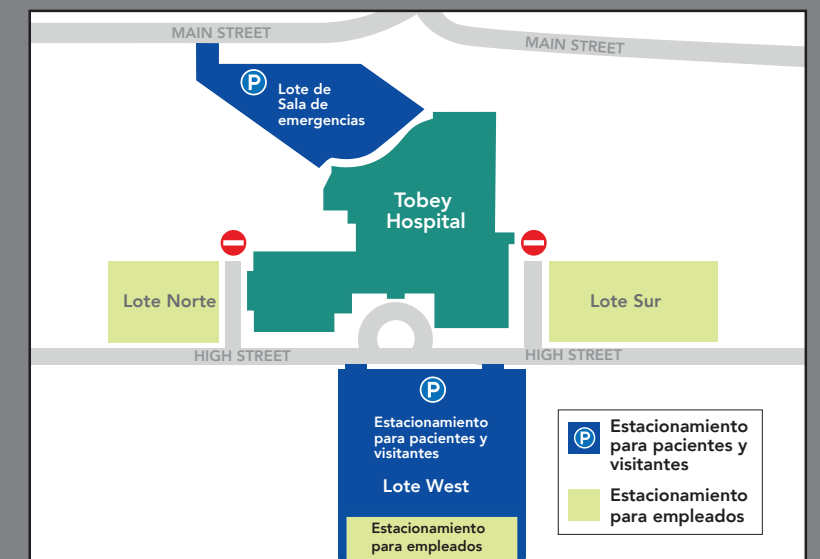 MAIN STREET
MAIN STREET
P
Lote de
Sala de
emergencias
Tobey
Hospital
Lote Norte
Lote Sur
HIGH STREET
HIGH STREET
P
Estacionamiento
para pacientes y
visitantes
Lote West
Estacionamiento
para empleados
P
Estacionamiento
para pacientes y
visitantes
Estacionamiento
para empleados